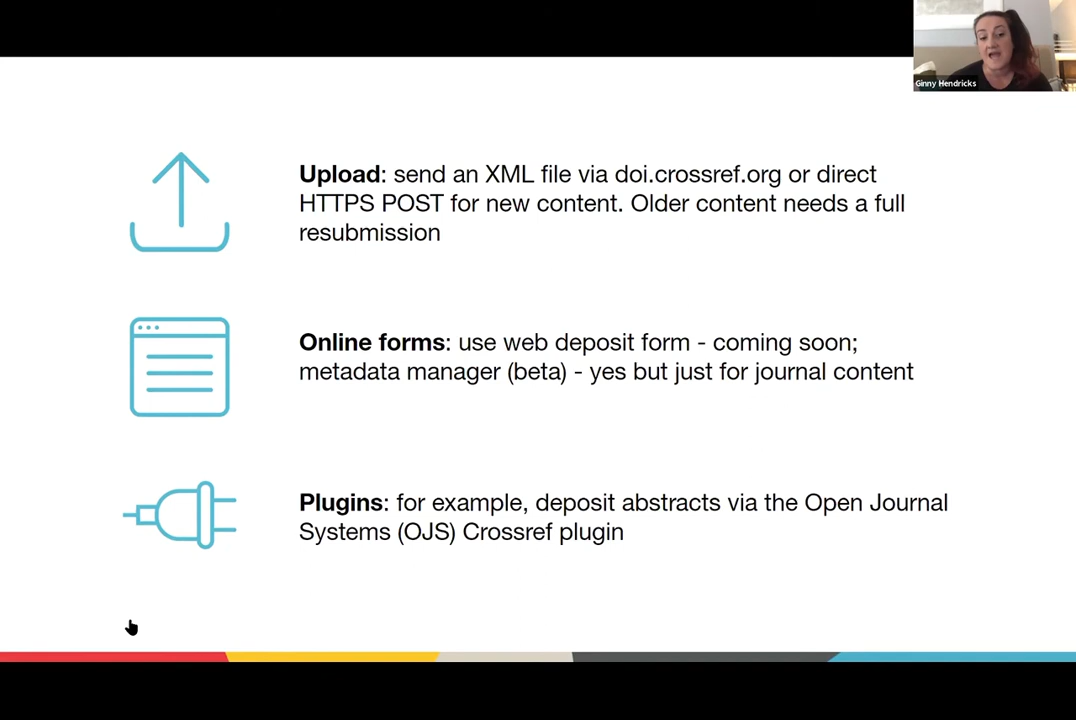 Ginny Hendricks
Upload: send an XML file via doi.crossref.org or direct
HTTPS POST for new content. Older content needs a full
resubmission
Online forms: use web deposit form - coming soon;
metadata manager (beta) - yes but just for journal content
Plugins: for example, deposit abstracts via the Open Journal
Systems (OJS) Crossref plugin